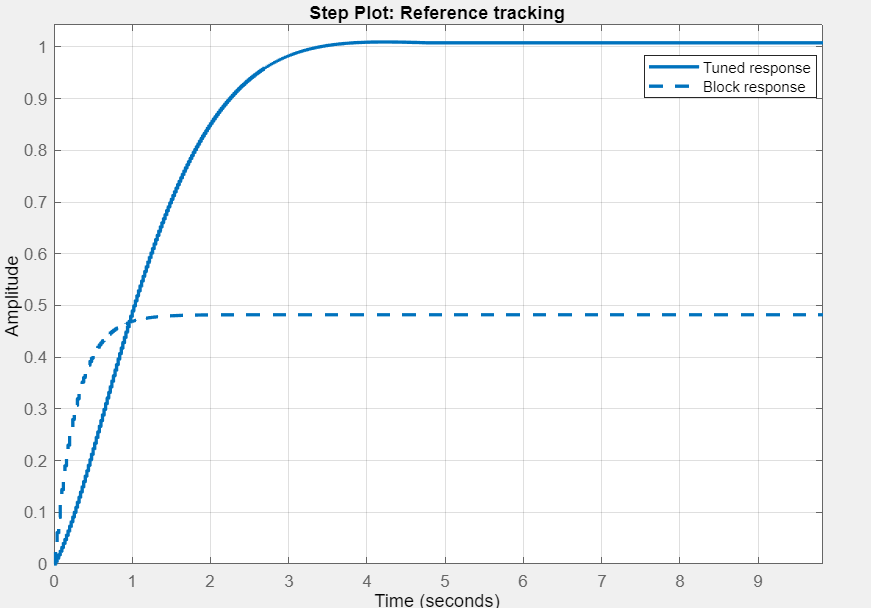 Step Plot: Reference tracking
Tuned response
Block response
Amplitude
1
0.9
0.8
0.7
0.6
0.5
0.4
0.3
0.2
0.1
0
0 1 2 3 4 5 6 7 8 9
Time (seconds)